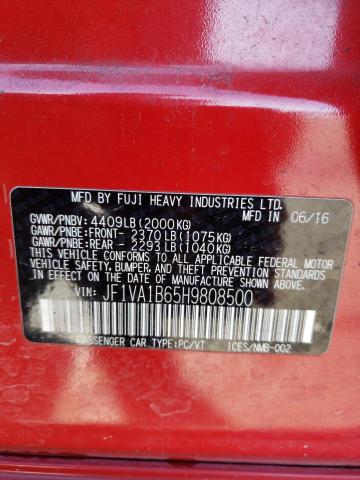 MFD BY FUJI HEAVY INDUSTRIES LTD.
GVWR/PNBV: 4409LB(2000KG) MFD IN 06/16
GAWR/PNBE:FRONT- 2370LB(1075KG)
GAWR/PNBE:REAR - 2293LB(1040KG)
THIS VEHICLE CONFORMS TO ALL APPLICABLE FEDERAL MOTOR
VEHICLE SAFETY, BUMPER, AND THEFT PREVENTION
STANDARDS IN EFFECT ON THE
DATE OF MANUFACTURE SHOWN ABOVE.
VIN: JF1VA1B65H9808500
PASSENGER CAR TYPE:PC/VT ICES/NMB-002